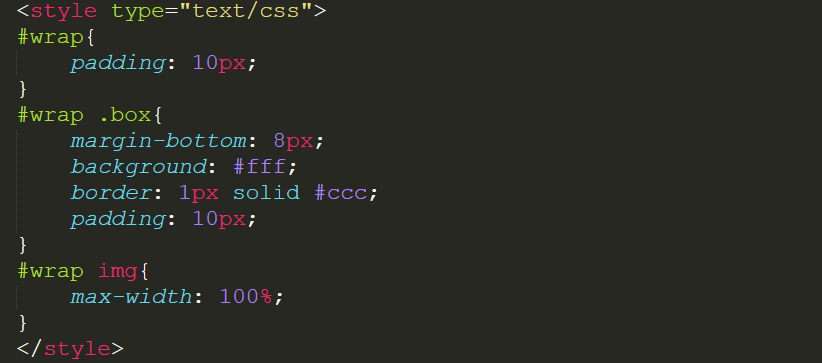 <style type="text/css">
#wrap{
    padding: 10px;
}
#wrap .box{
    margin-bottom: 8px;
    background: #fff;
    border: 1px solid #ccc;
    padding: 10px;
}
#wrap img{
    max-width: 100%;
}
</style>